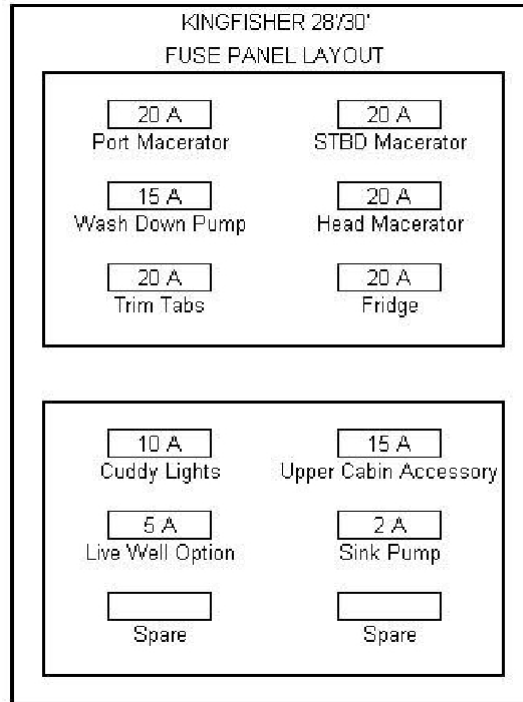 KINGFISHER 28'/30'
FUSE PANEL LAYOUT
20 A 20 A
Port Macerator STBD Macerator
15 A 20 A
Wash Down Pump Head Macerator
20 A 20 A
Trim Tabs Fridge
10 A 15 A
Cuddy Lights Upper Cabin Accessory
5 A 2 A
Live Well Option Sink Pump
Spare Spare